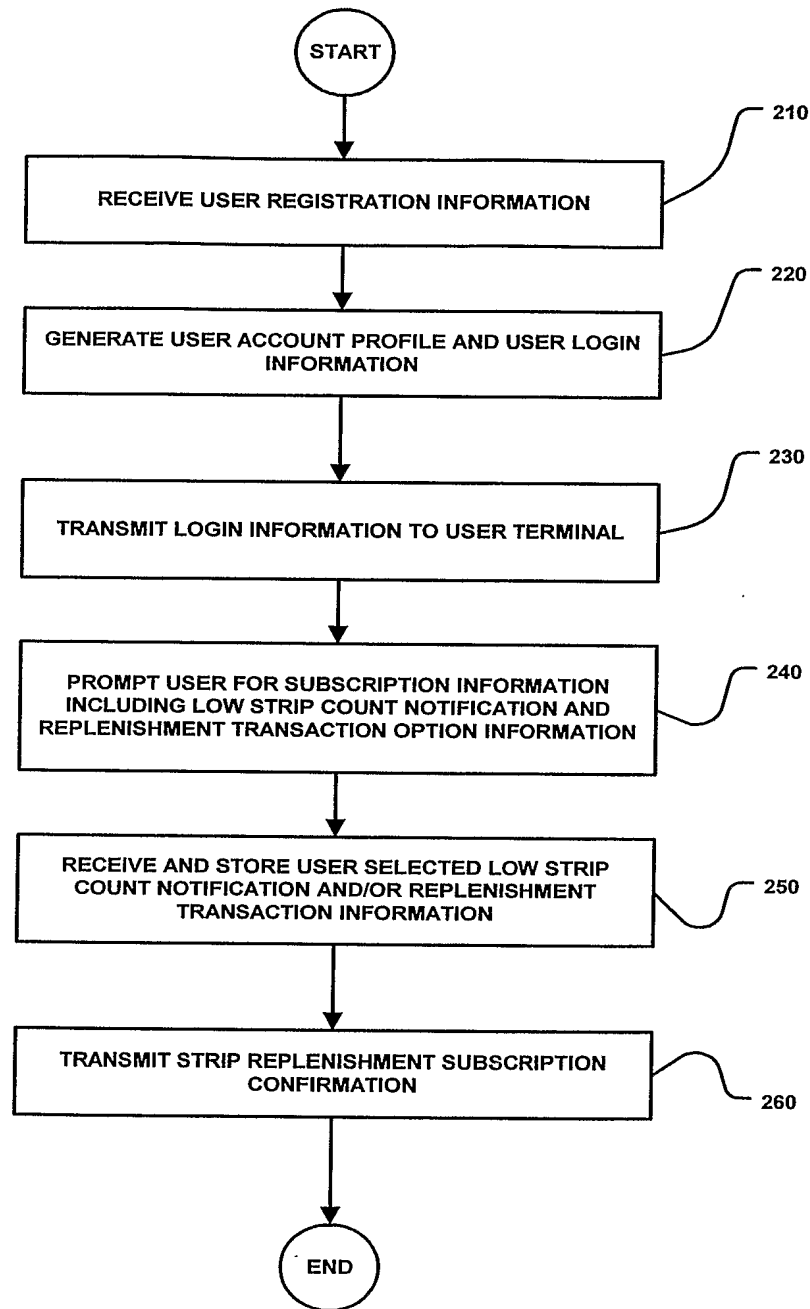 START
210
RECEIVE USER REGISTRATION INFORMATION
220
GENERATE USER ACCOUNT PROFILE AND USER LOGIN
INFORMATION
230
TRANSMIT LOGIN INFORMATION TO USER TERMINAL
240
PROMPT USER FOR SUBSCRIPTION INFORMATION
INCLUDING LOW STRIP COUNT NOTIFICATION AND
REPLENISHMENT TRANSACTION OPTION INFORMATION
RECEIVE AND STORE USER SELECTED LOW STRIP
COUNT NOTIFICATION AND/OR REPLENISHMENT
TRANSACTION INFORMATION
250
TRANSMIT STRIP REPLENISHMENT SUBSCRIPTION
CONFIRMATION
260
END